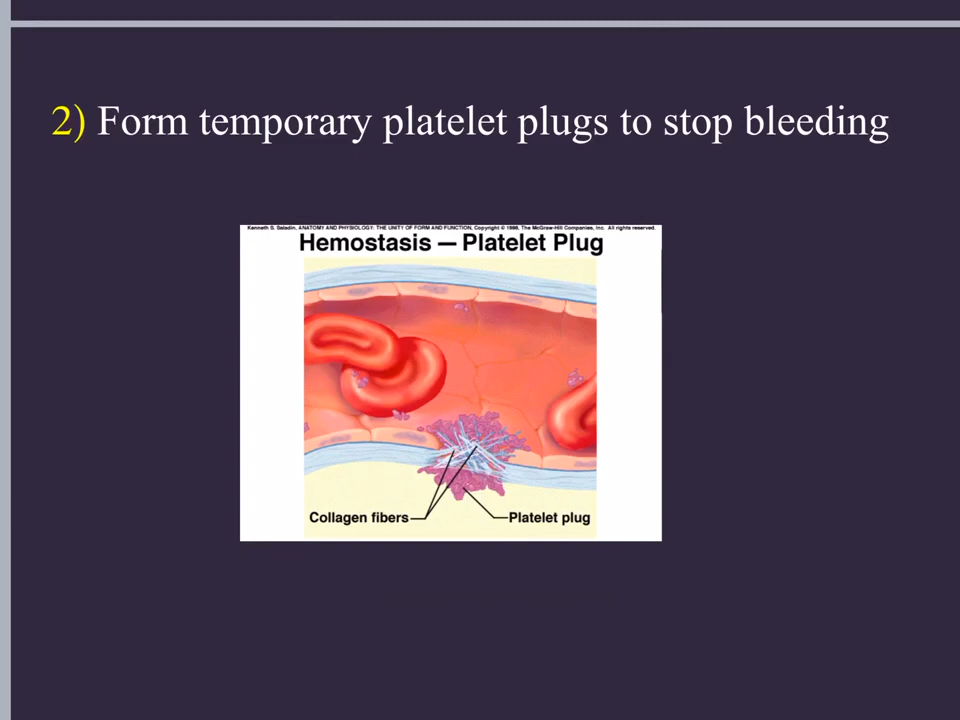 2) Form temporary platelet plugs to stop bleeding
Kenneth S. Saladin, ANATOMY AND PHYSIOLOGY: THE UNITY OF FORM AND FUNCTION, Copyright © 1998, The McGraw-Hill Companies, Inc. All rights reserved.
Hemostasis — Platelet Plug
Collagen fibers
Platelet plug